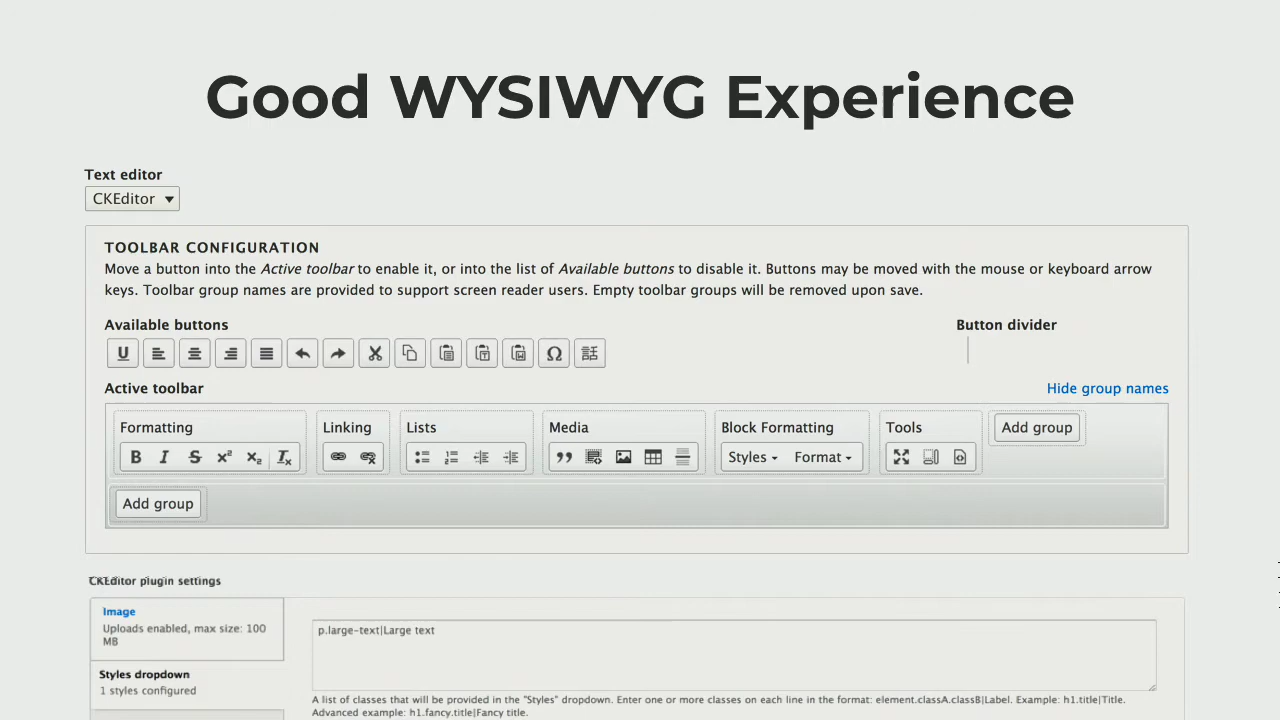 Good WYSIWYG Experience
Text editor
CKEditor
TOOLBAR CONFIGURATION
Move a button into the Active toolbar to enable it, or into the list of Available buttons to disable it. Buttons may be moved with the mouse or keyboard arrow
keys. Toolbar group names are provided to support screen reader users. Empty toolbar groups will be removed upon save.
Available buttons Button divider
U Ω
Active toolbar Hide group names
Formatting Linking Lists Media Block Formatting Tools Add group
B I S x² x₂ Ix Styles Format
Add group
CKEditor plugin settings
Image
Uploads enabled, max size: 100
MB
p.large-text|Large text
Styles dropdown
1 styles configured
A list of classes that will be provided in the "Styles" dropdown. Enter one or more classes on each line in the format: element.classA.classB|Label. Example: h1.title|Title.
Advanced example: h1.fancy.title|Fancy title.